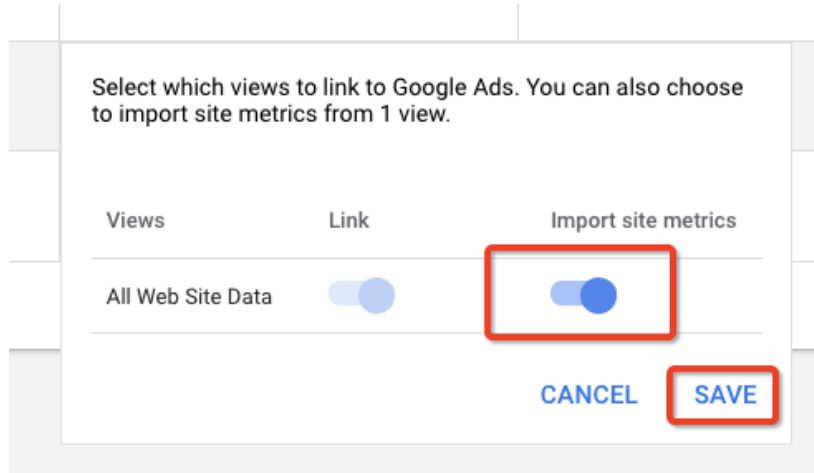 Select which views to link to Google Ads. You can also choose
to import site metrics from 1 view.
Views Link Import site metrics
All Web Site Data
CANCEL SAVE